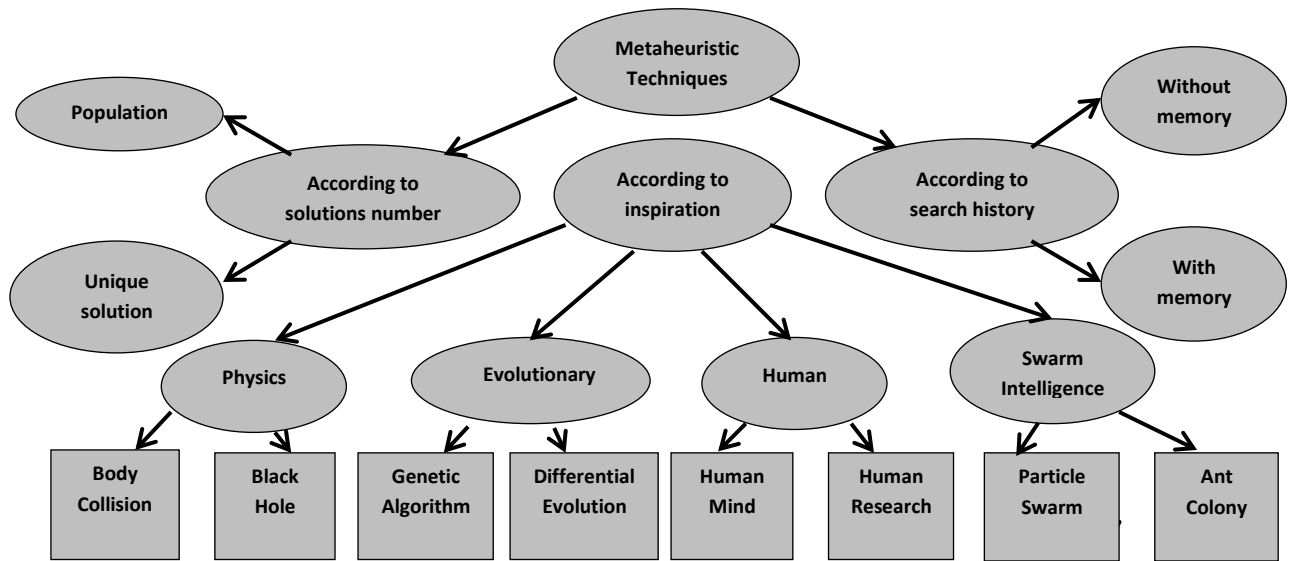 Metaheuristic
Techniques
Population
Without
memory
According to
solutions number
According to
inspiration
According to
search history
Unique
solution
With
memory
Physics
Evolutionary
Human
Swarm
Intelligence
Body
Collision
Black
Hole
Genetic
Algorithm
Differential
Evolution
Human
Mind
Human
Research
Particle
Swarm
Ant
Colony